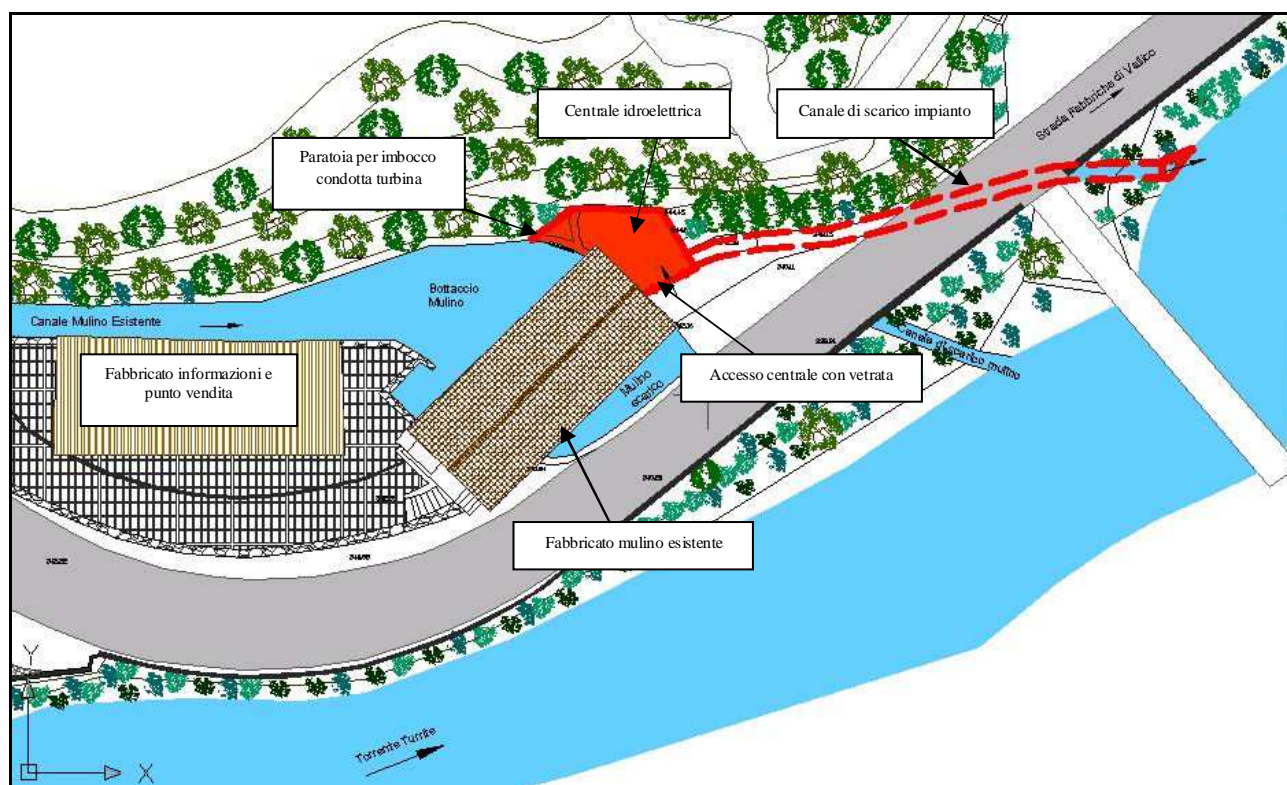 Centrale idroelettrica
Canale di scarico impianto
Strada Fabbriche di Vallico
Paratoia per imbocco
condotta turbina
Bottaccio
Mulino
Canale Mulino Esistente
Fabbricato informazioni e
punto vendita
Mulino
scarico
Canale di scarico mulino
Accesso centrale con vetrata
Fabbricato mulino esistente
Torrente Turrite
Y
X